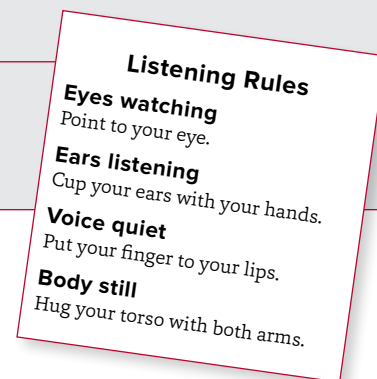 Listening Rules
Eyes watching
Point to your eye.
Ears listening
Cup your ears with your hands.
Voice quiet
Put your finger to your lips.
Body still
Hug your torso with both arms.